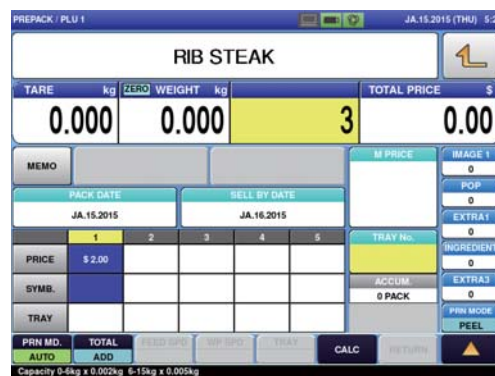 PREPACK / PLU 1
JA.15.2015 (THU) 5:2
RIB STEAK
TARE kg ZERO WEIGHT kg TOTAL PRICE $
0.000 0.000 3 0.00
MEMO
M PRICE
IMAGE 1
0
PACK DATE SELL BY DATE
JA.15.2015 JA.16.2015
POP
0
EXTRA1
0
1 2 3 4 5
TRAY No.
INGREDIENT
0
PRICE $ 2.00
SYMB.
ACCUM.
0 PACK
EXTRA3
0
TRAY
PRN MODE
PEEL
PRN MD. TOTAL FEED SPD WP SPD TRAY CALC RETURN
AUTO ADD
Capacity 0-6kg x 0.002kg 6-15kg x 0.005kg